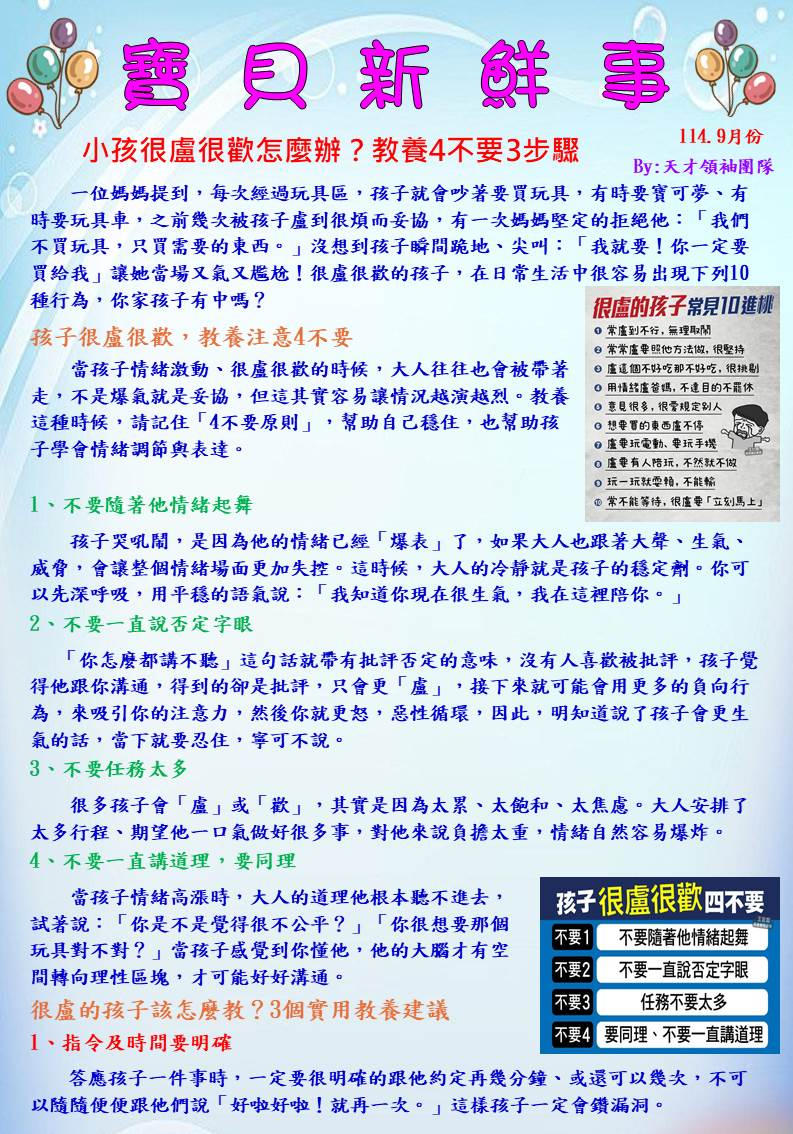 寶貝新鮮事
114.9月份
小孩很盧很歡怎麼辦？教養4不要3步驟
By:天才領袖團隊
一位媽媽提到，每次經過玩具區，孩子就會吵著要買玩具，有時要寶可夢、有
時要玩具車，之前幾次被孩子盧到很煩而妥協，有一次媽媽堅定的拒絕他：「我們
不買玩具，只買需要的東西。」沒想到孩子瞬間跪地、尖叫：「我就要！你一定要
買給我」讓她當場又氣又尷尬！很盧很歡的孩子，在日常生活中很容易出現下列10
種行為，你家孩子有中嗎？
很盧的孩子常見10進桃
❶ 常盧到不行，無理取鬧
❷ 常常盧要照他方法做，很堅持
❸ 盧這個不好吃那不好吃，很挑剔
❹ 用情緒盧爸媽，不達目的不罷休
❺ 意見很多，很愛規定別人
❻ 想要買的東西盧不停
❼ 盧要玩電動、要玩手機
❽ 盧要有人陪玩，不然就不做
❾ 玩一玩就耍賴，不能輸
❿ 常不能等待，很盧要「立刻馬上」
孩子很盧很歡，教養注意4不要
當孩子情緒激動、很盧很歡的時候，大人往往也會被帶著
走，不是爆氣就是妥協，但這其實容易讓情況越演越烈。教養
這種時候，請記住「4不要原則」，幫助自己穩住，也幫助孩
子學會情緒調節與表達。
1、不要隨著他情緒起舞
孩子哭吼鬧，是因為他的情緒已經「爆表」了，如果大人也跟著大聲、生氣、
威脅，會讓整個情緒場面更加失控。這時候，大人的冷靜就是孩子的穩定劑。你可
以先深呼吸，用平穩的語氣說：「我知道你現在很生氣，我在這裡陪你。」
2、不要一直說否定字眼
「你怎麼都講不聽」這句話就帶有批評否定的意味，沒有人喜歡被批評，孩子覺
得他跟你溝通，得到的卻是批評，只會更「盧」，接下來就可能會用更多的負向行
為，來吸引你的注意力，然後你就更怒，惡性循環，因此，明知道說了孩子會更生
氣的話，當下就要忍住，寧可不說。
3、不要任務太多
很多孩子會「盧」或「歡」，其實是因為太累、太飽和、太焦慮。大人安排了
太多行程、期望他一口氣做好很多事，對他來說負擔太重，情緒自然容易爆炸。
4、不要一直講道理，要同理
當孩子情緒高漲時，大人的道理他根本聽不進去，
試著說：「你是不是覺得很不公平？」「你很想要那個
玩具對不對？」當孩子感覺到你懂他，他的大腦才有空
間轉向理性區塊，才可能好好溝通。
孩子很盧很歡四不要
不要1 不要隨著他情緒起舞
不要2 不要一直說否定字眼
不要3 任務不要太多
不要4 要同理、不要一直講道理
很盧的孩子該怎麼教？3個實用教養建議
1、指令及時間要明確
答應孩子一件事時，一定要很明確的跟他約定再幾分鐘、或還可以幾次，不可
以隨隨便便跟他們說「好啦好啦！就再一次。」這樣孩子一定會鑽漏洞。